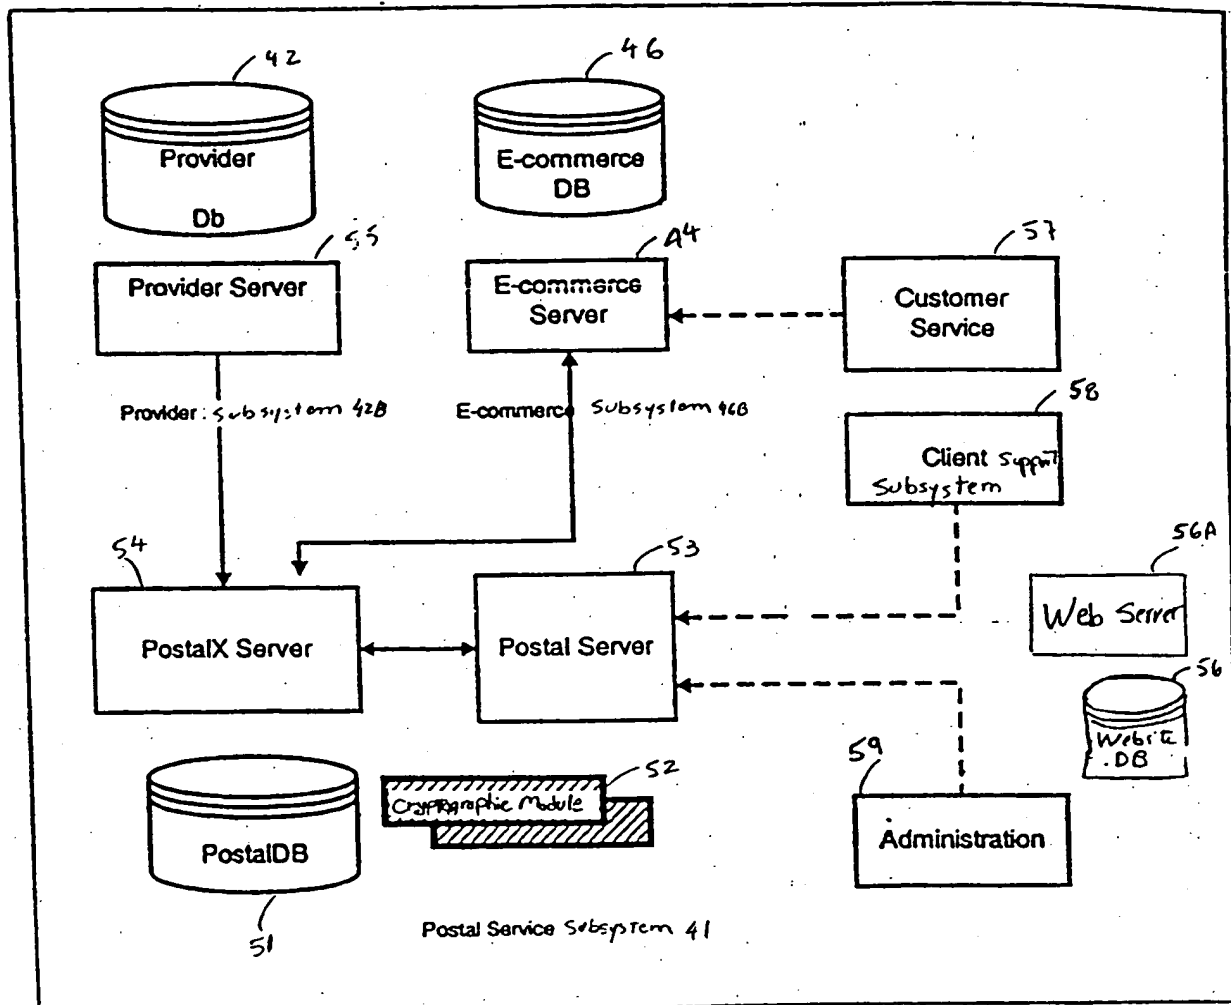 42
46
Provider
Db
E-commerce
DB
55
A4
57
Provider Server
E-commerce
Server
Customer
Service
Provider: Subsystem 42B
E-commerc Subsystem 46B
58
Client Support
Subsystem
54
53
56A
PostalX Server
Postal Server
Web Server
56
Website
DB
52
Cryptographic Module
59
PostalDB
Administration
51
Postal Service Subsystem 41